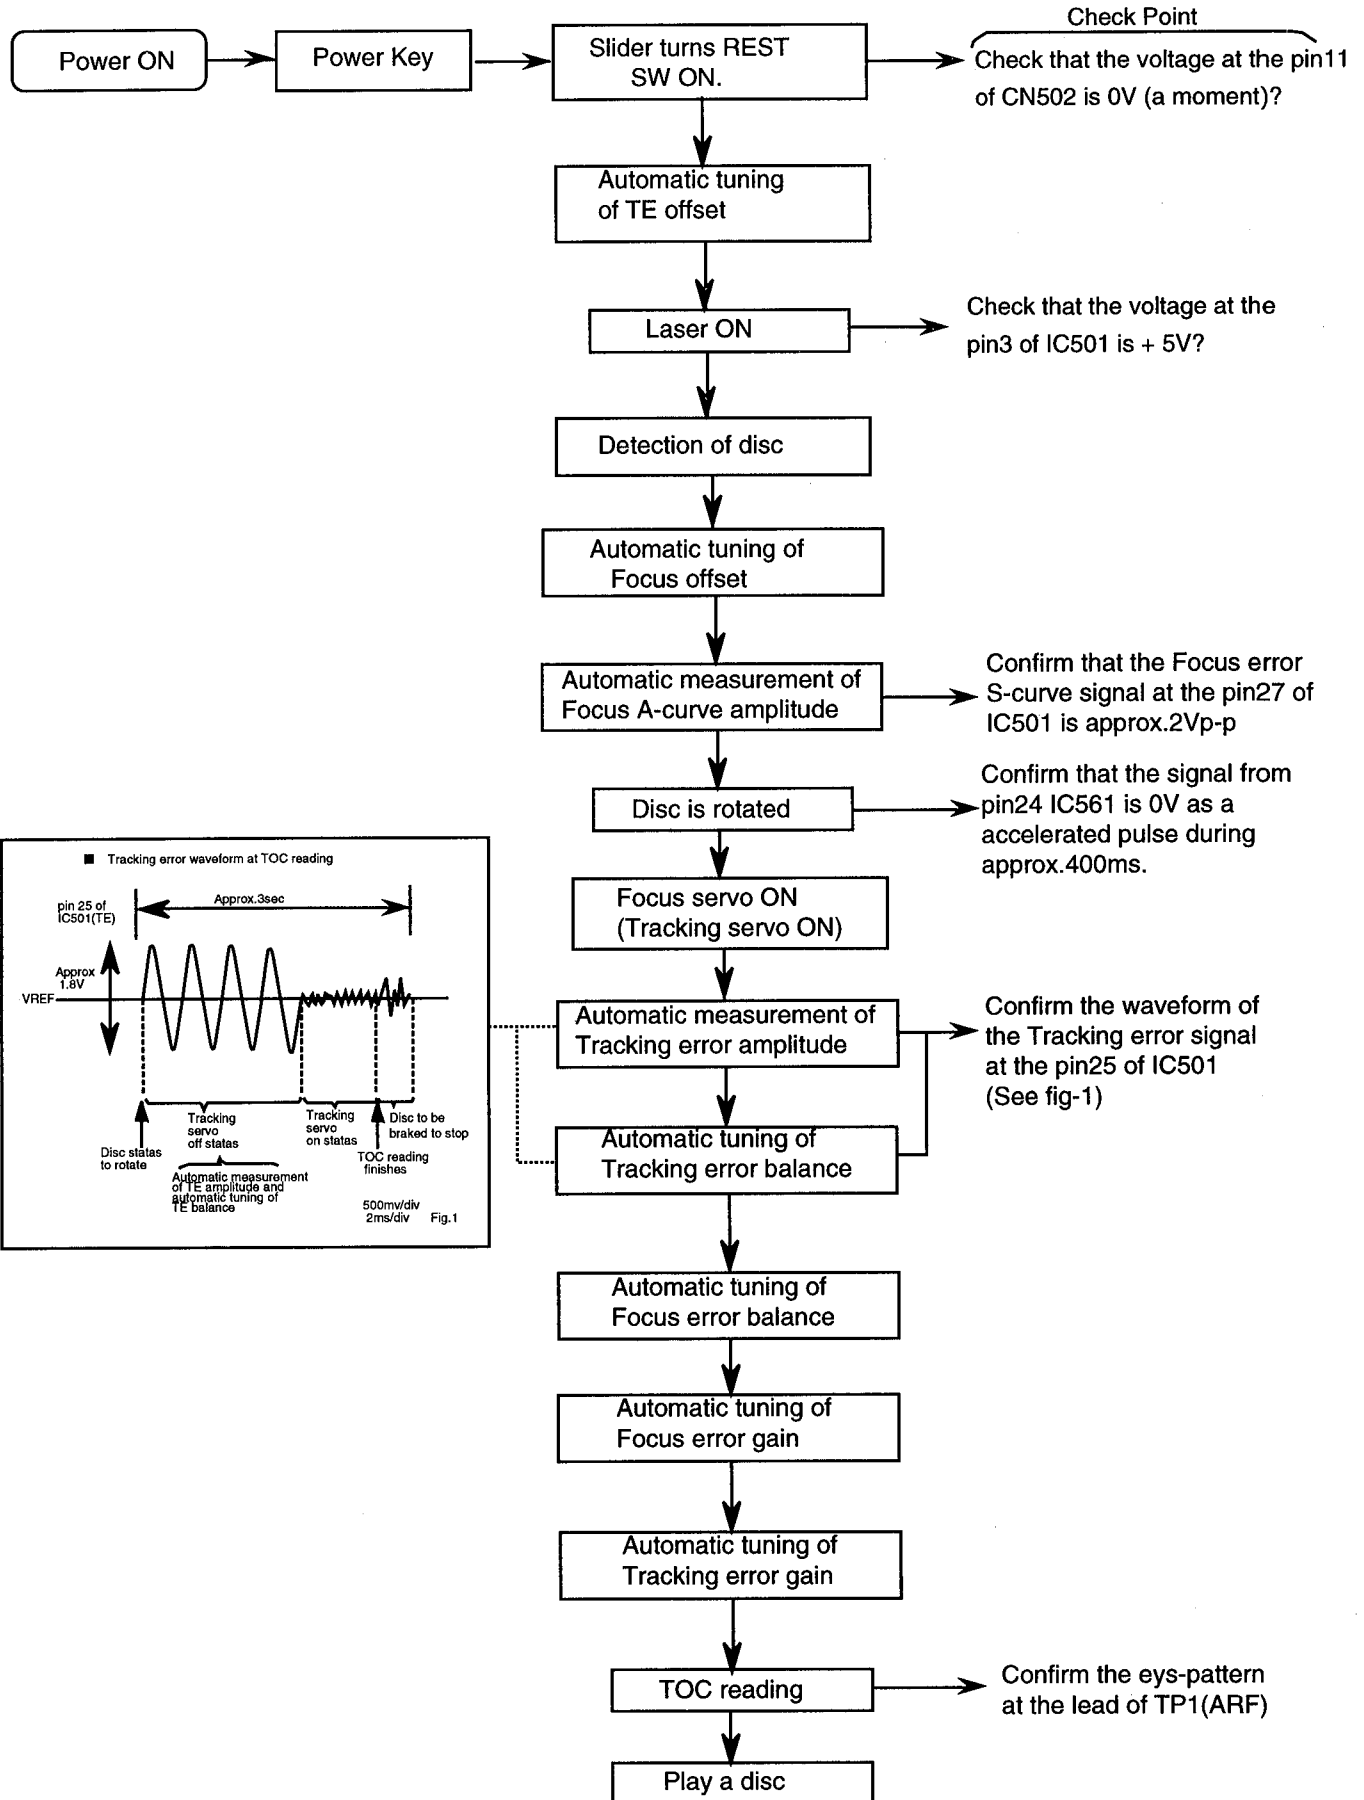 Check Point
Power ON
Power Key
Slider turns REST
SW ON.
Check that the voltage at the pin11
of CN502 is 0V (a moment)?
Automatic tuning
of TE offset
Laser ON
Check that the voltage at the
pin3 of IC501 is + 5V?
Detection of disc
Automatic tuning of
Focus offset
Automatic measurement of
Focus A-curve amplitude
Confirm that the Focus error
S-curve signal at the pin27 of
IC501 is approx.2Vp-p
Disc is rotated
Confirm that the signal from
pin24 IC561 is 0V as a
accelerated pulse during
approx.400ms.
Focus servo ON
(Tracking servo ON)
■ Tracking error waveform at TOC reading
pin 25 of
IC501(TE)
Approx.3sec
Approx
1.8V
VREF
Tracking
servo
off statas
Tracking
servo
on statas
Disc to be
braked to stop
Disc statas
to rotate
TOC reading
finishes
Automatic measurement
of TE amplitude and
automatic tuning of
TE balance
500mv/div
2ms/div
Fig.1
Automatic measurement of
Tracking error amplitude
Confirm the waveform of
the Tracking error signal
at the pin25 of IC501
(See fig-1)
Automatic tuning of
Tracking error balance
Automatic tuning of
Focus error balance
Automatic tuning of
Focus error gain
Automatic tuning of
Tracking error gain
TOC reading
Confirm the eys-pattern
at the lead of TP1(ARF)
Play a disc